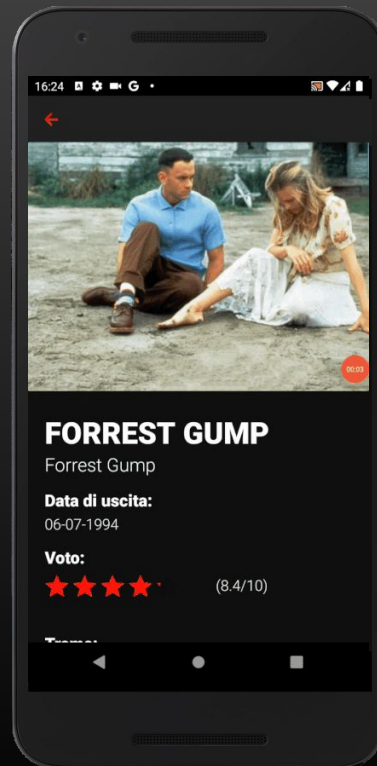 16:24
FORREST GUMP
Forrest Gump
Data di uscita:
06-07-1994
Voto:
(8.4/10)
00:03